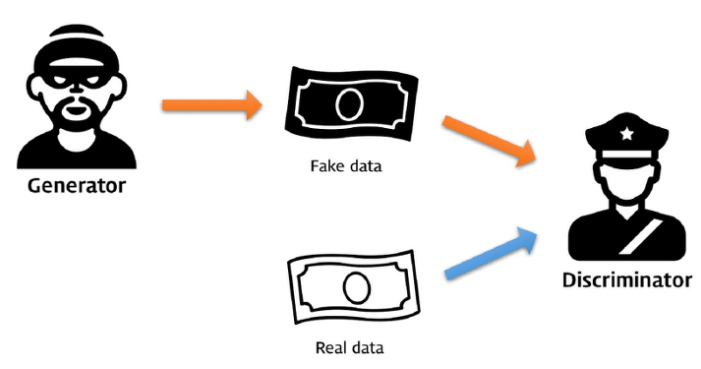 Generator
Fake data
Discriminator
Real data